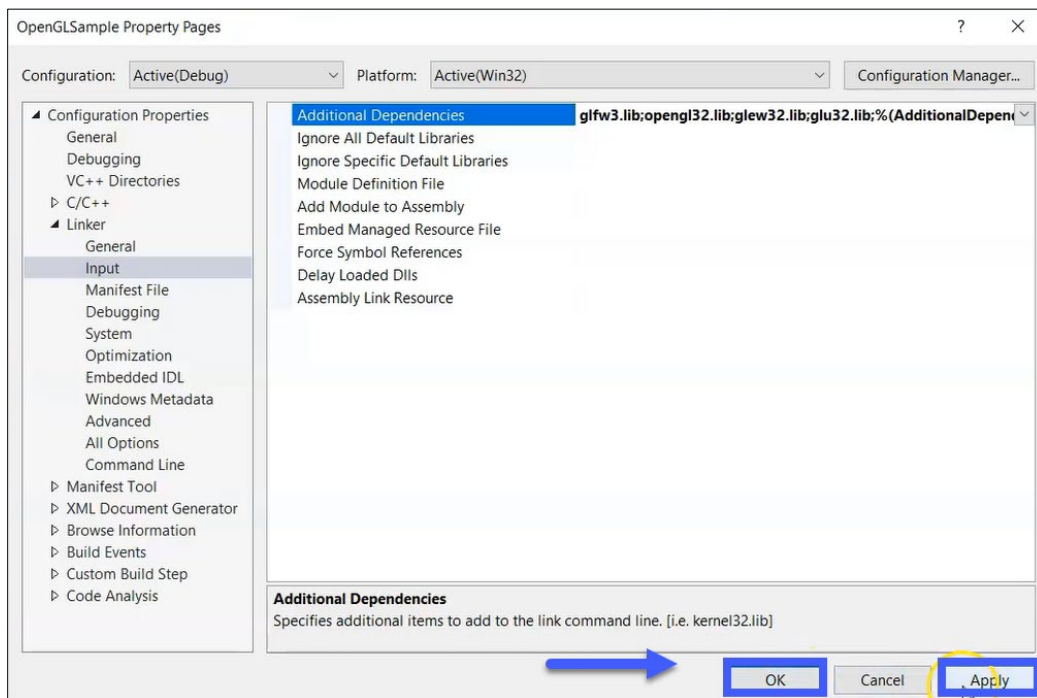 OpenGLSample Property Pages ? ×
Configuration: Active(Debug) Platform: Active(Win32) Configuration Manager...
Configuration Properties
General
Debugging
VC++ Directories
C/C++
Linker
General
Input
Manifest File
Debugging
System
Optimization
Embedded IDL
Windows Metadata
Advanced
All Options
Command Line
Manifest Tool
XML Document Generator
Browse Information
Build Events
Custom Build Step
Code Analysis
Additional Dependencies glfw3.lib;opengl32.lib;glew32.lib;glu32.lib;%(AdditionalDepen
Ignore All Default Libraries
Ignore Specific Default Libraries
Module Definition File
Add Module to Assembly
Embed Managed Resource File
Force Symbol References
Delay Loaded Dlls
Assembly Link Resource
Additional Dependencies
Specifies additional items to add to the link command line. [i.e. kernel32.lib]
OK Cancel Apply